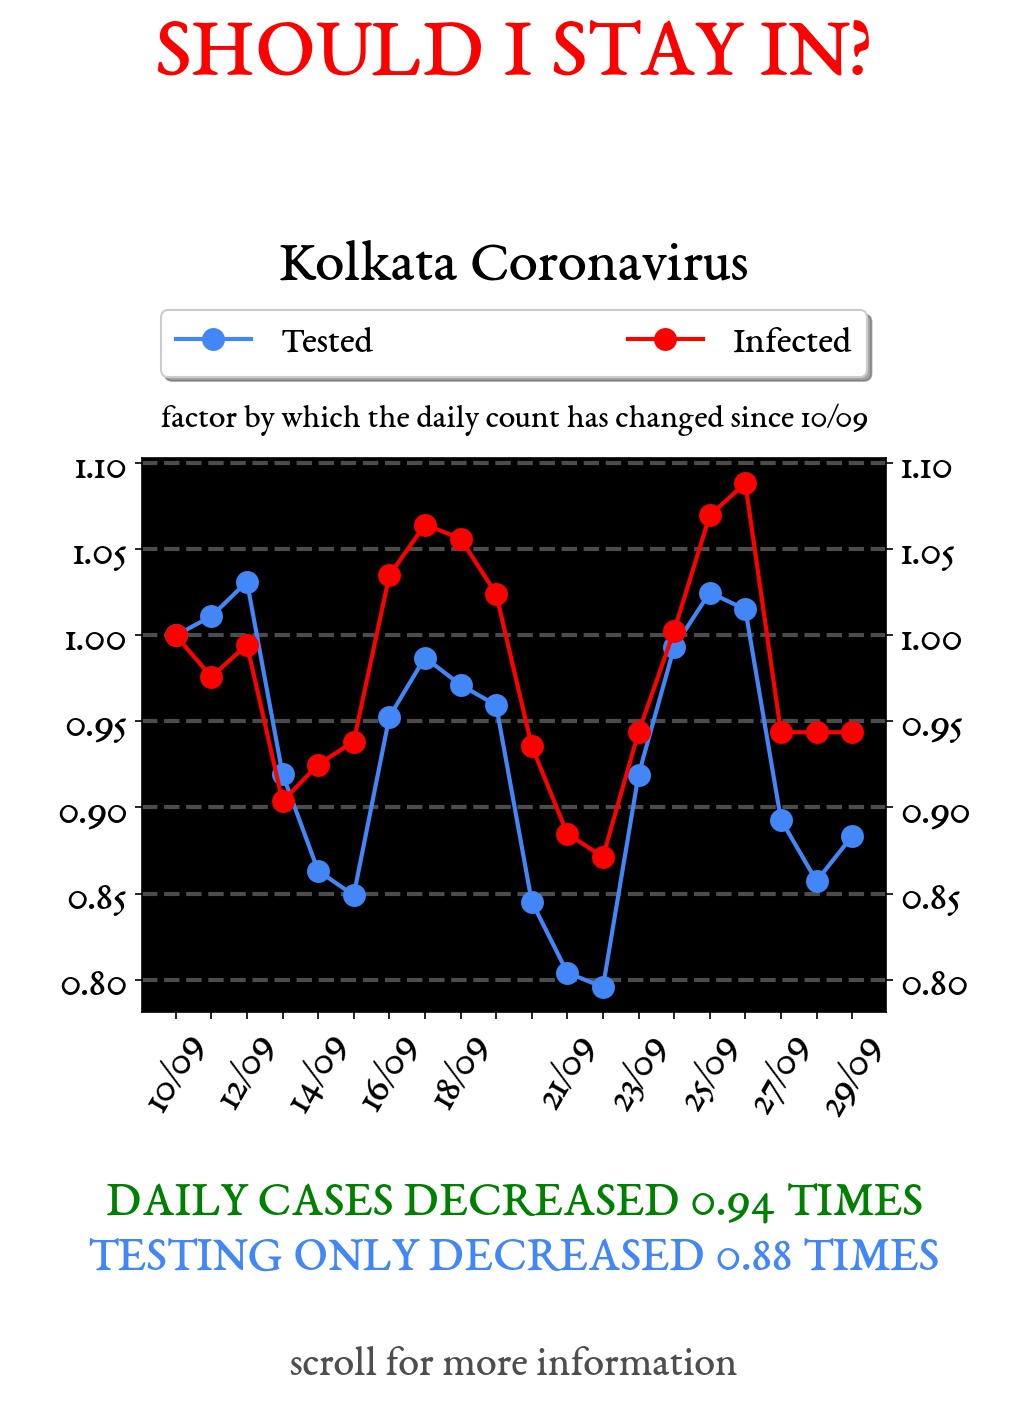 SHOULD I STAY IN?
Kolkata Coronavirus
Tested Infected
factor by which the daily count has changed since 10/09
1.10 1.10
1.05 1.05
1.00 1.00
0.95 0.95
0.90 0.90
0.85 0.85
0.80 0.80
10/09 12/09 14/09 16/09 18/09 21/09 23/09 25/09 27/09 29/09
DAILY CASES DECREASED 0.94 TIMES
TESTING ONLY DECREASED 0.88 TIMES
scroll for more information